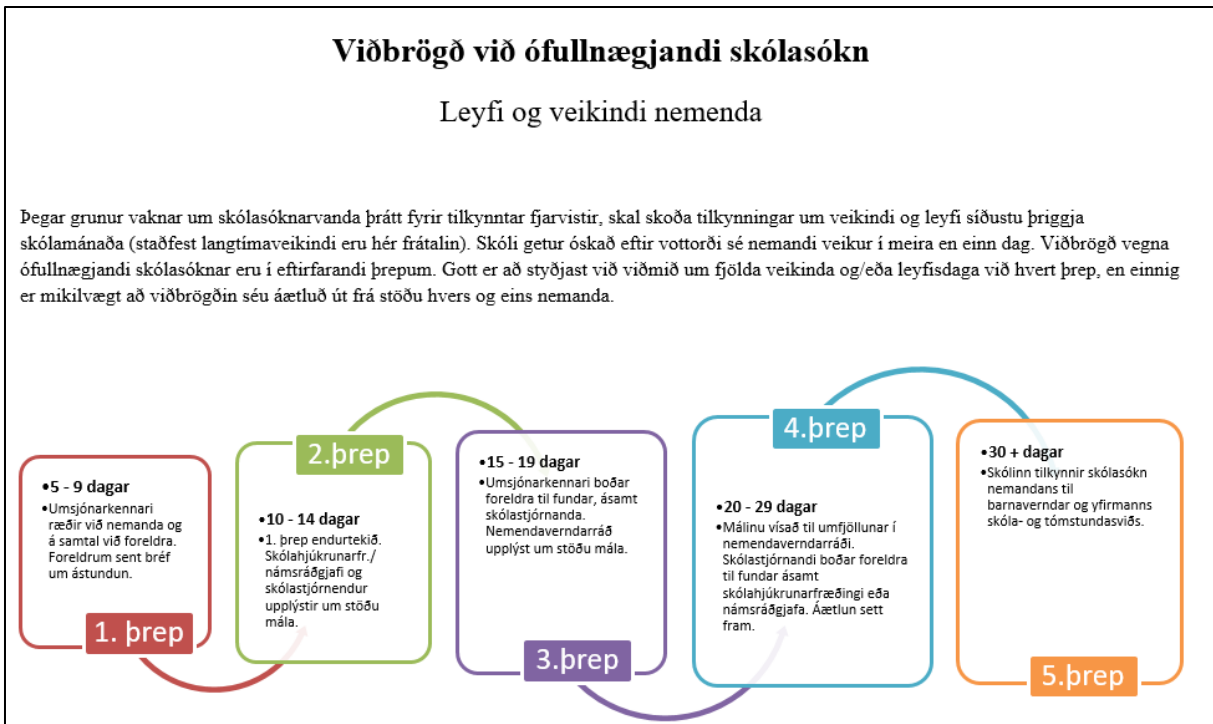 Viðbrögð við ófullnægjandi skólasókn
Leyfi og veikindi nemenda
Þegar grunur vaknar um skólasóknarvanda þrátt fyrir tilkynntar fjarvistir, skal skoða tilkynningar um veikindi og leyfi síðustu þriggja
skólamánaða (staðfest langtímaveikindi eru hér frátalin). Skóli getur óskað eftir vottorði sé nemandi veikur í meira en einn dag. Viðbrögð vegna
ófullnægjandi skólasóknar eru í eftirfarandi þrepum. Gott er að styðjast við viðmið um fjölda veikinda og/eða leyfisdaga við hvert þrep, en einnig
er mikilvægt að viðbrögðin séu áætluð út frá stöðu hvers og eins nemanda.
•5 - 9 dagar
•Umsjónarkennari
ræðir við nemanda og
á samtal við foreldra.
Foreldrum sent bréf
um ástundun.
1. þrep
2.þrep
•10 - 14 dagar
•1. þrep endurtekið.
Skólahjúkrunarfr./
námsráðgjafi og
skólastjórnendur
upplýstir um stöðu
mála.
•15 - 19 dagar
•Umsjónarkennari boðar
foreldra til fundar, ásamt
skólastjórnanda.
Nemendaverndarráð
upplýst um stöðu mála.
3.þrep
4.þrep
•20 - 29 dagar
•Málinu vísað til umfjöllunar í
nemendaverndarráði.
Skólastjórnandi boðar foreldra
til fundar ásamt
skólahjúkrunarfræðingi eða
námsráðgjafa. Áætlun sett
fram.
•30 + dagar
•Skólinn tilkynnir skólasókn
nemandans til
barnaverndar og yfirmanns
skóla- og tómstundasviðs.
5.þrep